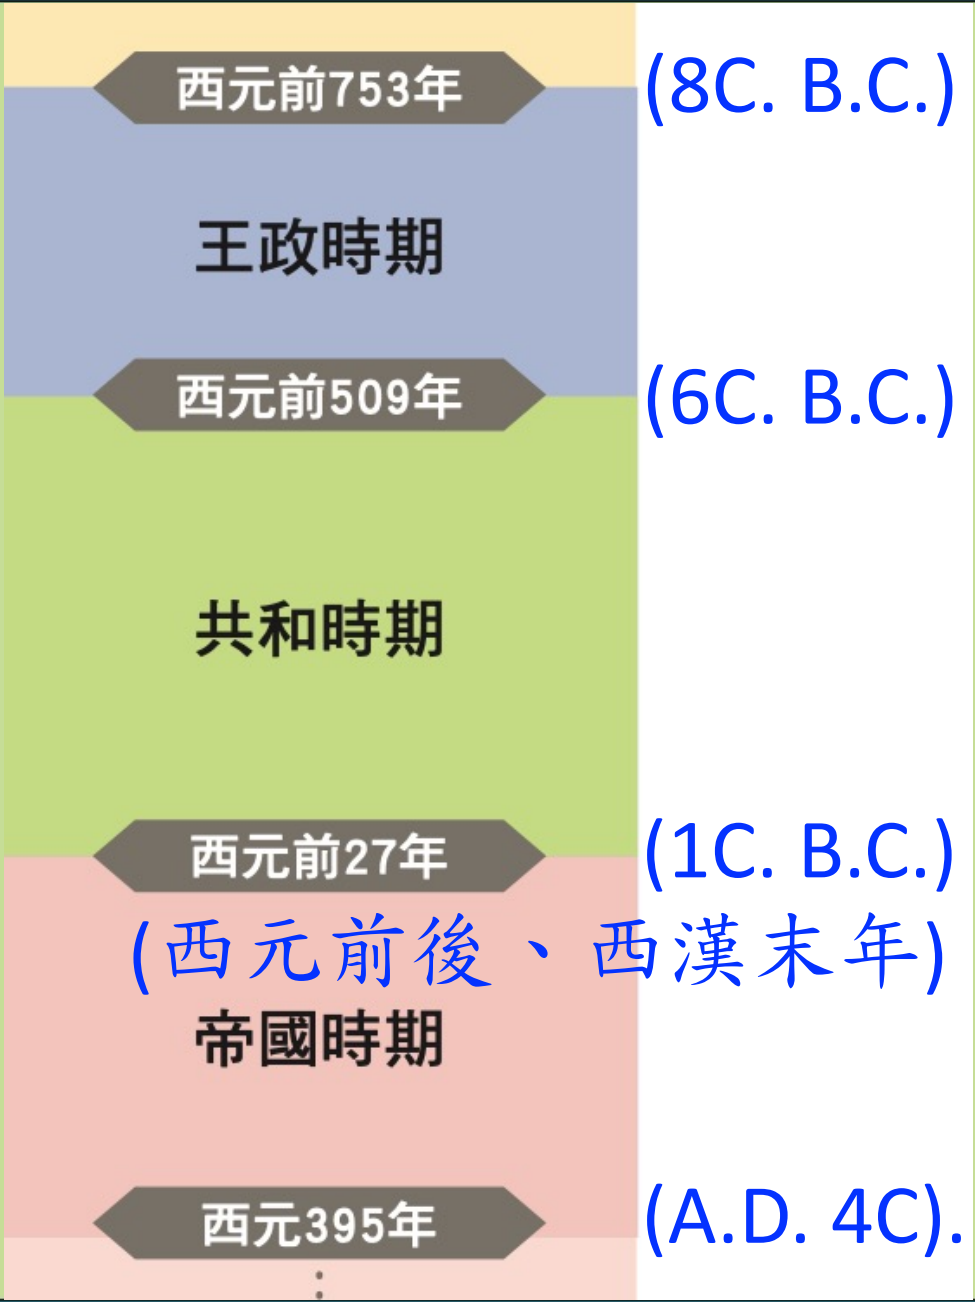 西元前753年 (8C. B.C.)
王政時期
西元前509年 (6C. B.C.)
共和時期
西元前27年 (1C. B.C.)
(西元前後、西漢末年)
帝國時期
西元395年 (A.D. 4C).